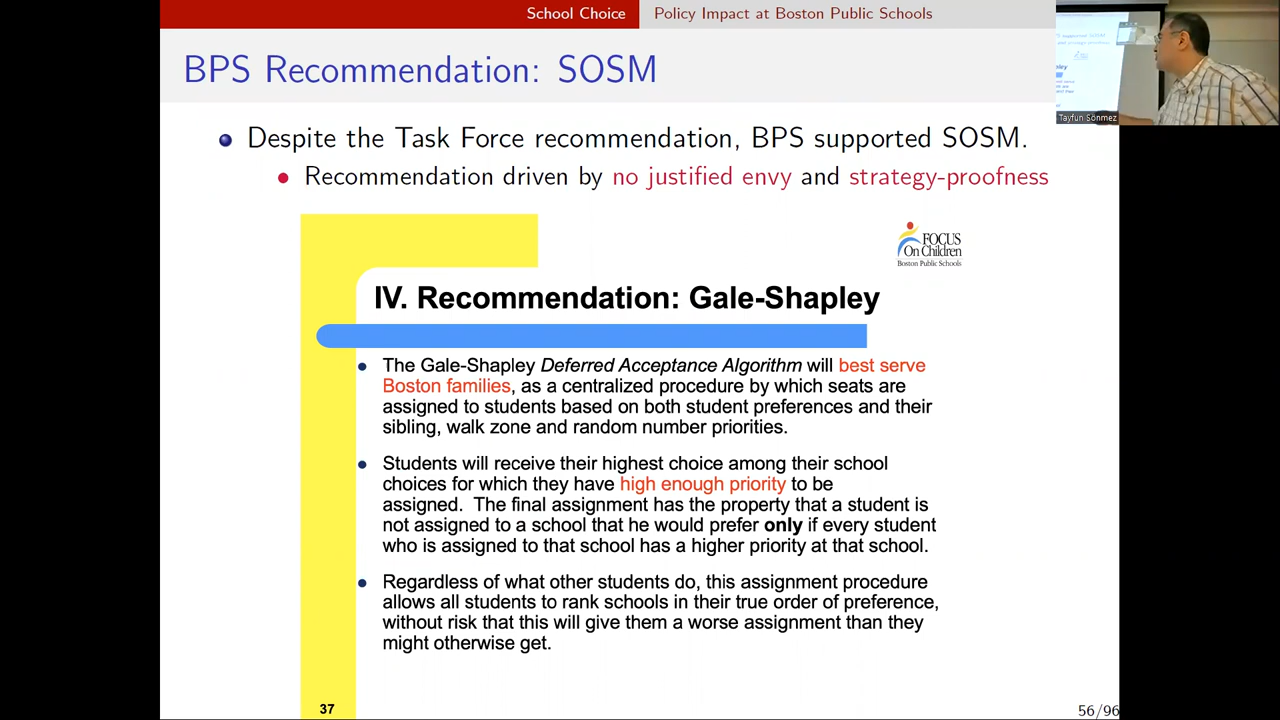 School Choice Policy Impact at Boston Public Schools
BPS Recommendation: SOSM
Despite the Task Force recommendation, BPS supported SOSM.
Recommendation driven by no justified envy and strategy-proofness
Tayfun Sönmez
FOCUS
On Children
Boston Public Schools
IV. Recommendation: Gale-Shapley
The Gale-Shapley Deferred Acceptance Algorithm will best serve
Boston families, as a centralized procedure by which seats are
assigned to students based on both student preferences and their
sibling, walk zone and random number priorities.
Students will receive their highest choice among their school
choices for which they have high enough priority to be
assigned. The final assignment has the property that a student is
not assigned to a school that he would prefer only if every student
who is assigned to that school has a higher priority at that school.
Regardless of what other students do, this assignment procedure
allows all students to rank schools in their true order of preference,
without risk that this will give them a worse assignment than they
might otherwise get.
37
56/96